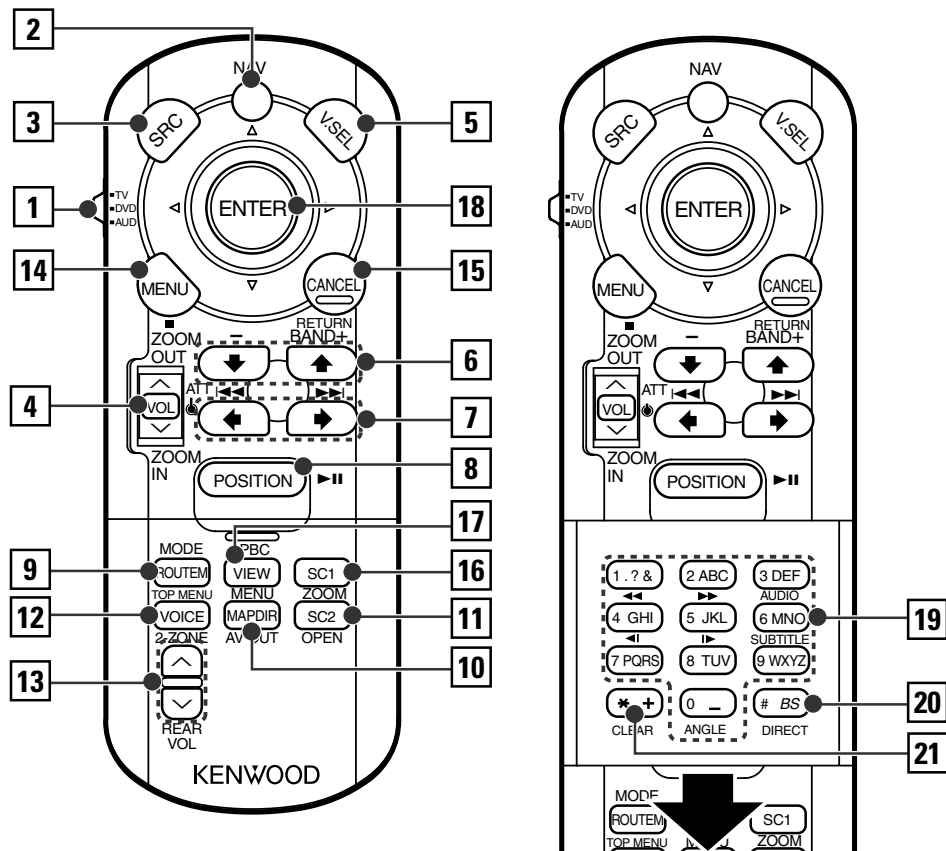 2
NAV
3
SRC
V.SEL
5
1
TV
DVD
AUD
ENTER
18
14
MENU
CANCEL
15
ZOOM
OUT
−
RETURN
BAND+
6
4
VOL
ATT
7
ZOOM
IN
POSITION
8
17
MODE
PBC
9
ROUTEM
VIEW
SC1
16
TOP MENU
MENU
ZOOM
12
VOICE
MAPDIR
SC2
11
2-ZONE
AV OUT
OPEN
10
13
REAR
VOL
KENWOOD
NAV
SRC
V.SEL
TV
DVD
AUD
ENTER
MENU
CANCEL
ZOOM
OUT
−
RETURN
BAND+
VOL
ATT
ZOOM
IN
POSITION
1 . ? &
2 ABC
3 DEF
AUDIO
4 GHI
5 JKL
6 MNO
19
SUBTITLE
7 PQRS
8 TUV
9 WXYZ
* +
0 _
# BS
20
CLEAR
ANGLE
DIRECT
21
MODE
ROUTEM
SC1
TOP MENU
MENU
ZOOM